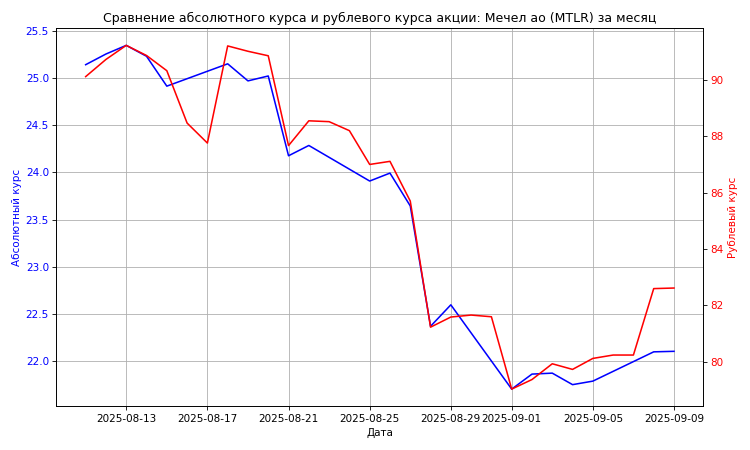 Сравнение абсолютного курса и рублевого курса акции: Мечел ао (MTLR) за месяц
Абсолютный курс
25.5
25.0
24.5
24.0
23.5
23.0
22.5
22.0
90
88
86
84
82
80
Рублевый курс
2025-08-13 2025-08-17 2025-08-21 2025-08-25 2025-08-29 2025-09-01 2025-09-05 2025-09-09
Дата